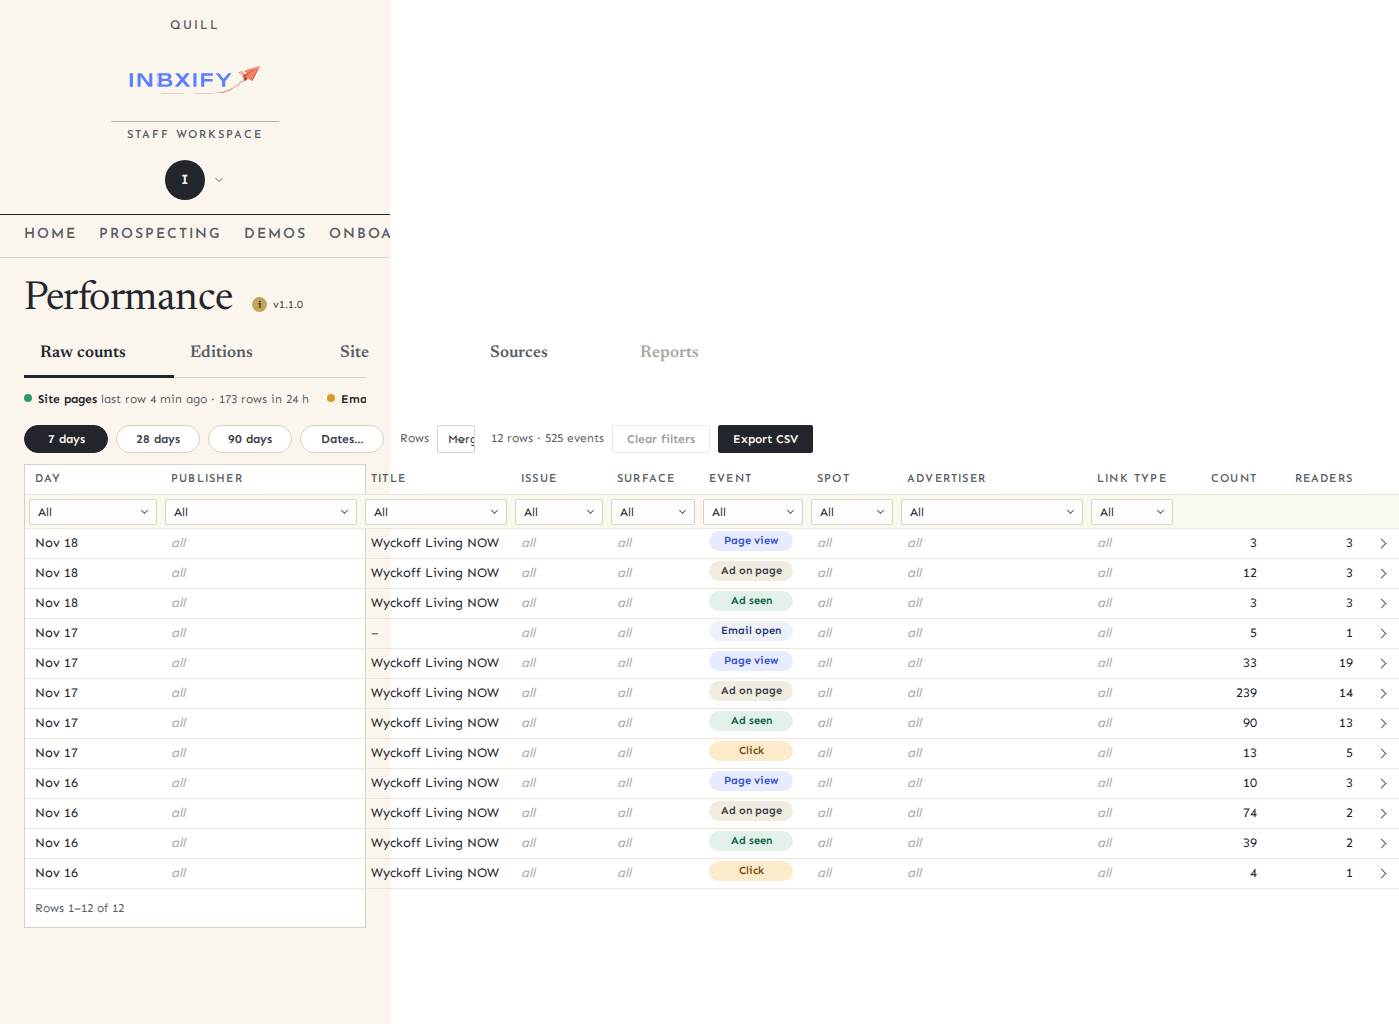 QUILL
INBXIFY
STAFF WORKSPACE
I
HOME PROSPECTING DEMOS ONBOA
Performance i v1.1.0
Raw counts Editions Site Sources Reports
Site pages last row 4 min ago · 173 rows in 24 h Ema
7 days 28 days 90 days Dates... Rows Merg 12 rows · 525 events Clear filters Export CSV
DAY PUBLISHER TITLE ISSUE SURFACE EVENT SPOT ADVERTISER LINK TYPE COUNT READERS
All All All All All All All All All
Nov 18 all Wyckoff Living NOW all all Page view all all all 3 3
Nov 18 all Wyckoff Living NOW all all Ad on page all all all 12 3
Nov 18 all Wyckoff Living NOW all all Ad seen all all all 3 3
Nov 17 all – all all Email open all all all 5 1
Nov 17 all Wyckoff Living NOW all all Page view all all all 33 19
Nov 17 all Wyckoff Living NOW all all Ad on page all all all 239 14
Nov 17 all Wyckoff Living NOW all all Ad seen all all all 90 13
Nov 17 all Wyckoff Living NOW all all Click all all all 13 5
Nov 16 all Wyckoff Living NOW all all Page view all all all 10 3
Nov 16 all Wyckoff Living NOW all all Ad on page all all all 74 2
Nov 16 all Wyckoff Living NOW all all Ad seen all all all 39 2
Nov 16 all Wyckoff Living NOW all all Click all all all 4 1
Rows 1–12 of 12